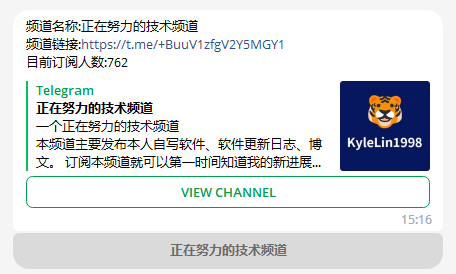 频道名称:正在努力的技术频道
频道链接:https://t.me/+BuuV1zfgV2Y5MGY1
目前订阅人数:762
Telegram
正在努力的技术频道
一个正在努力的技术频道
本频道主要发布本人自写软件、软件更新日志、博
文。 订阅本频道就可以第一时间知道我的新进展...
KyleLin1998
VIEW CHANNEL
15:16
正在努力的技术频道